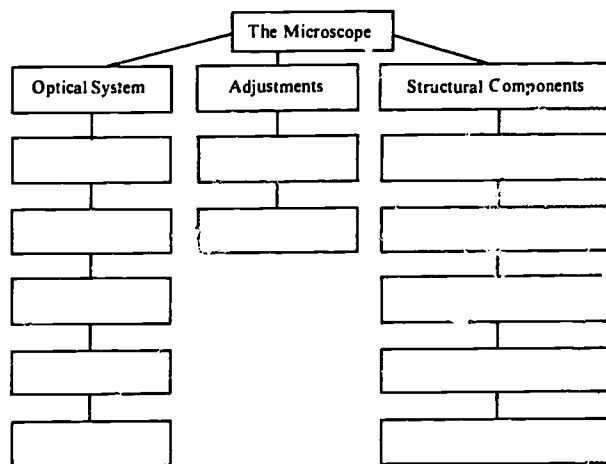 The Microscope
Optical System
Adjustments
Structural Components